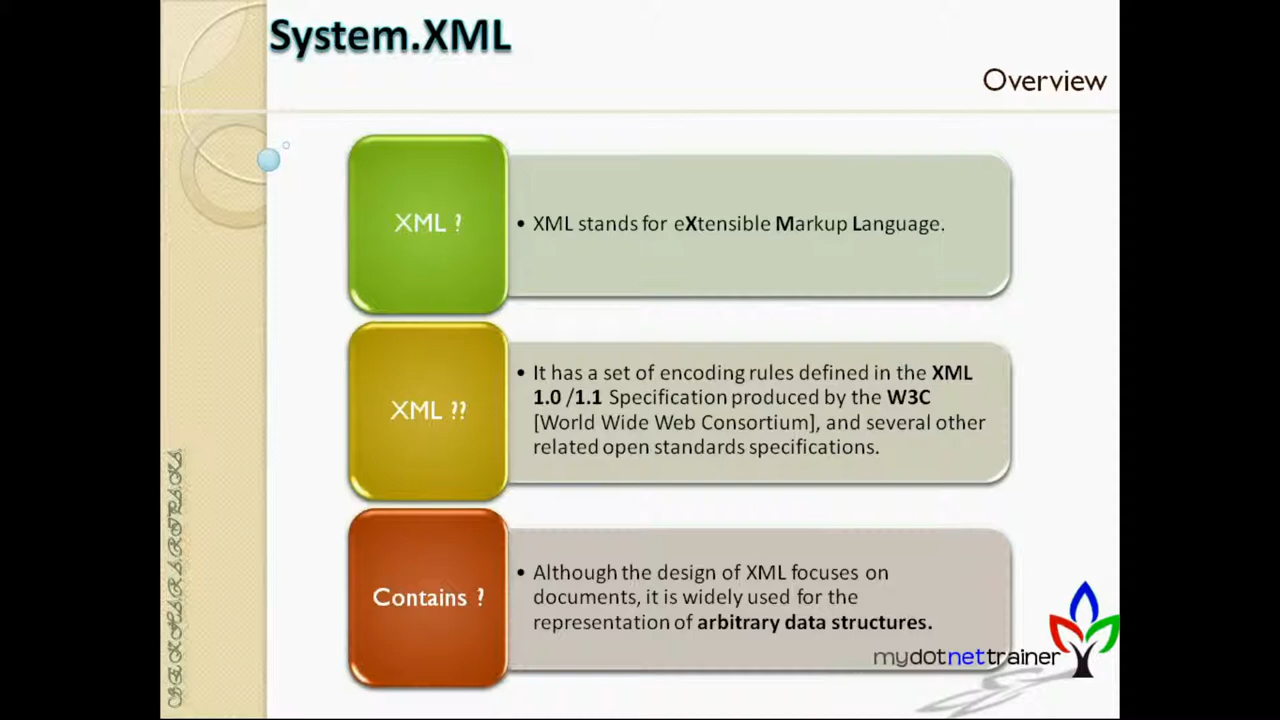 System.XML
Overview
XML ?
• XML stands for eXtensible Markup Language.
XML ??
• It has a set of encoding rules defined in the XML
1.0 /1.1 Specification produced by the W3C
[World Wide Web Consortium], and several other
related open standards specifications.
Contains ?
• Although the design of XML focuses on
documents, it is widely used for the
representation of arbitrary data structures.
mydotnettrainer